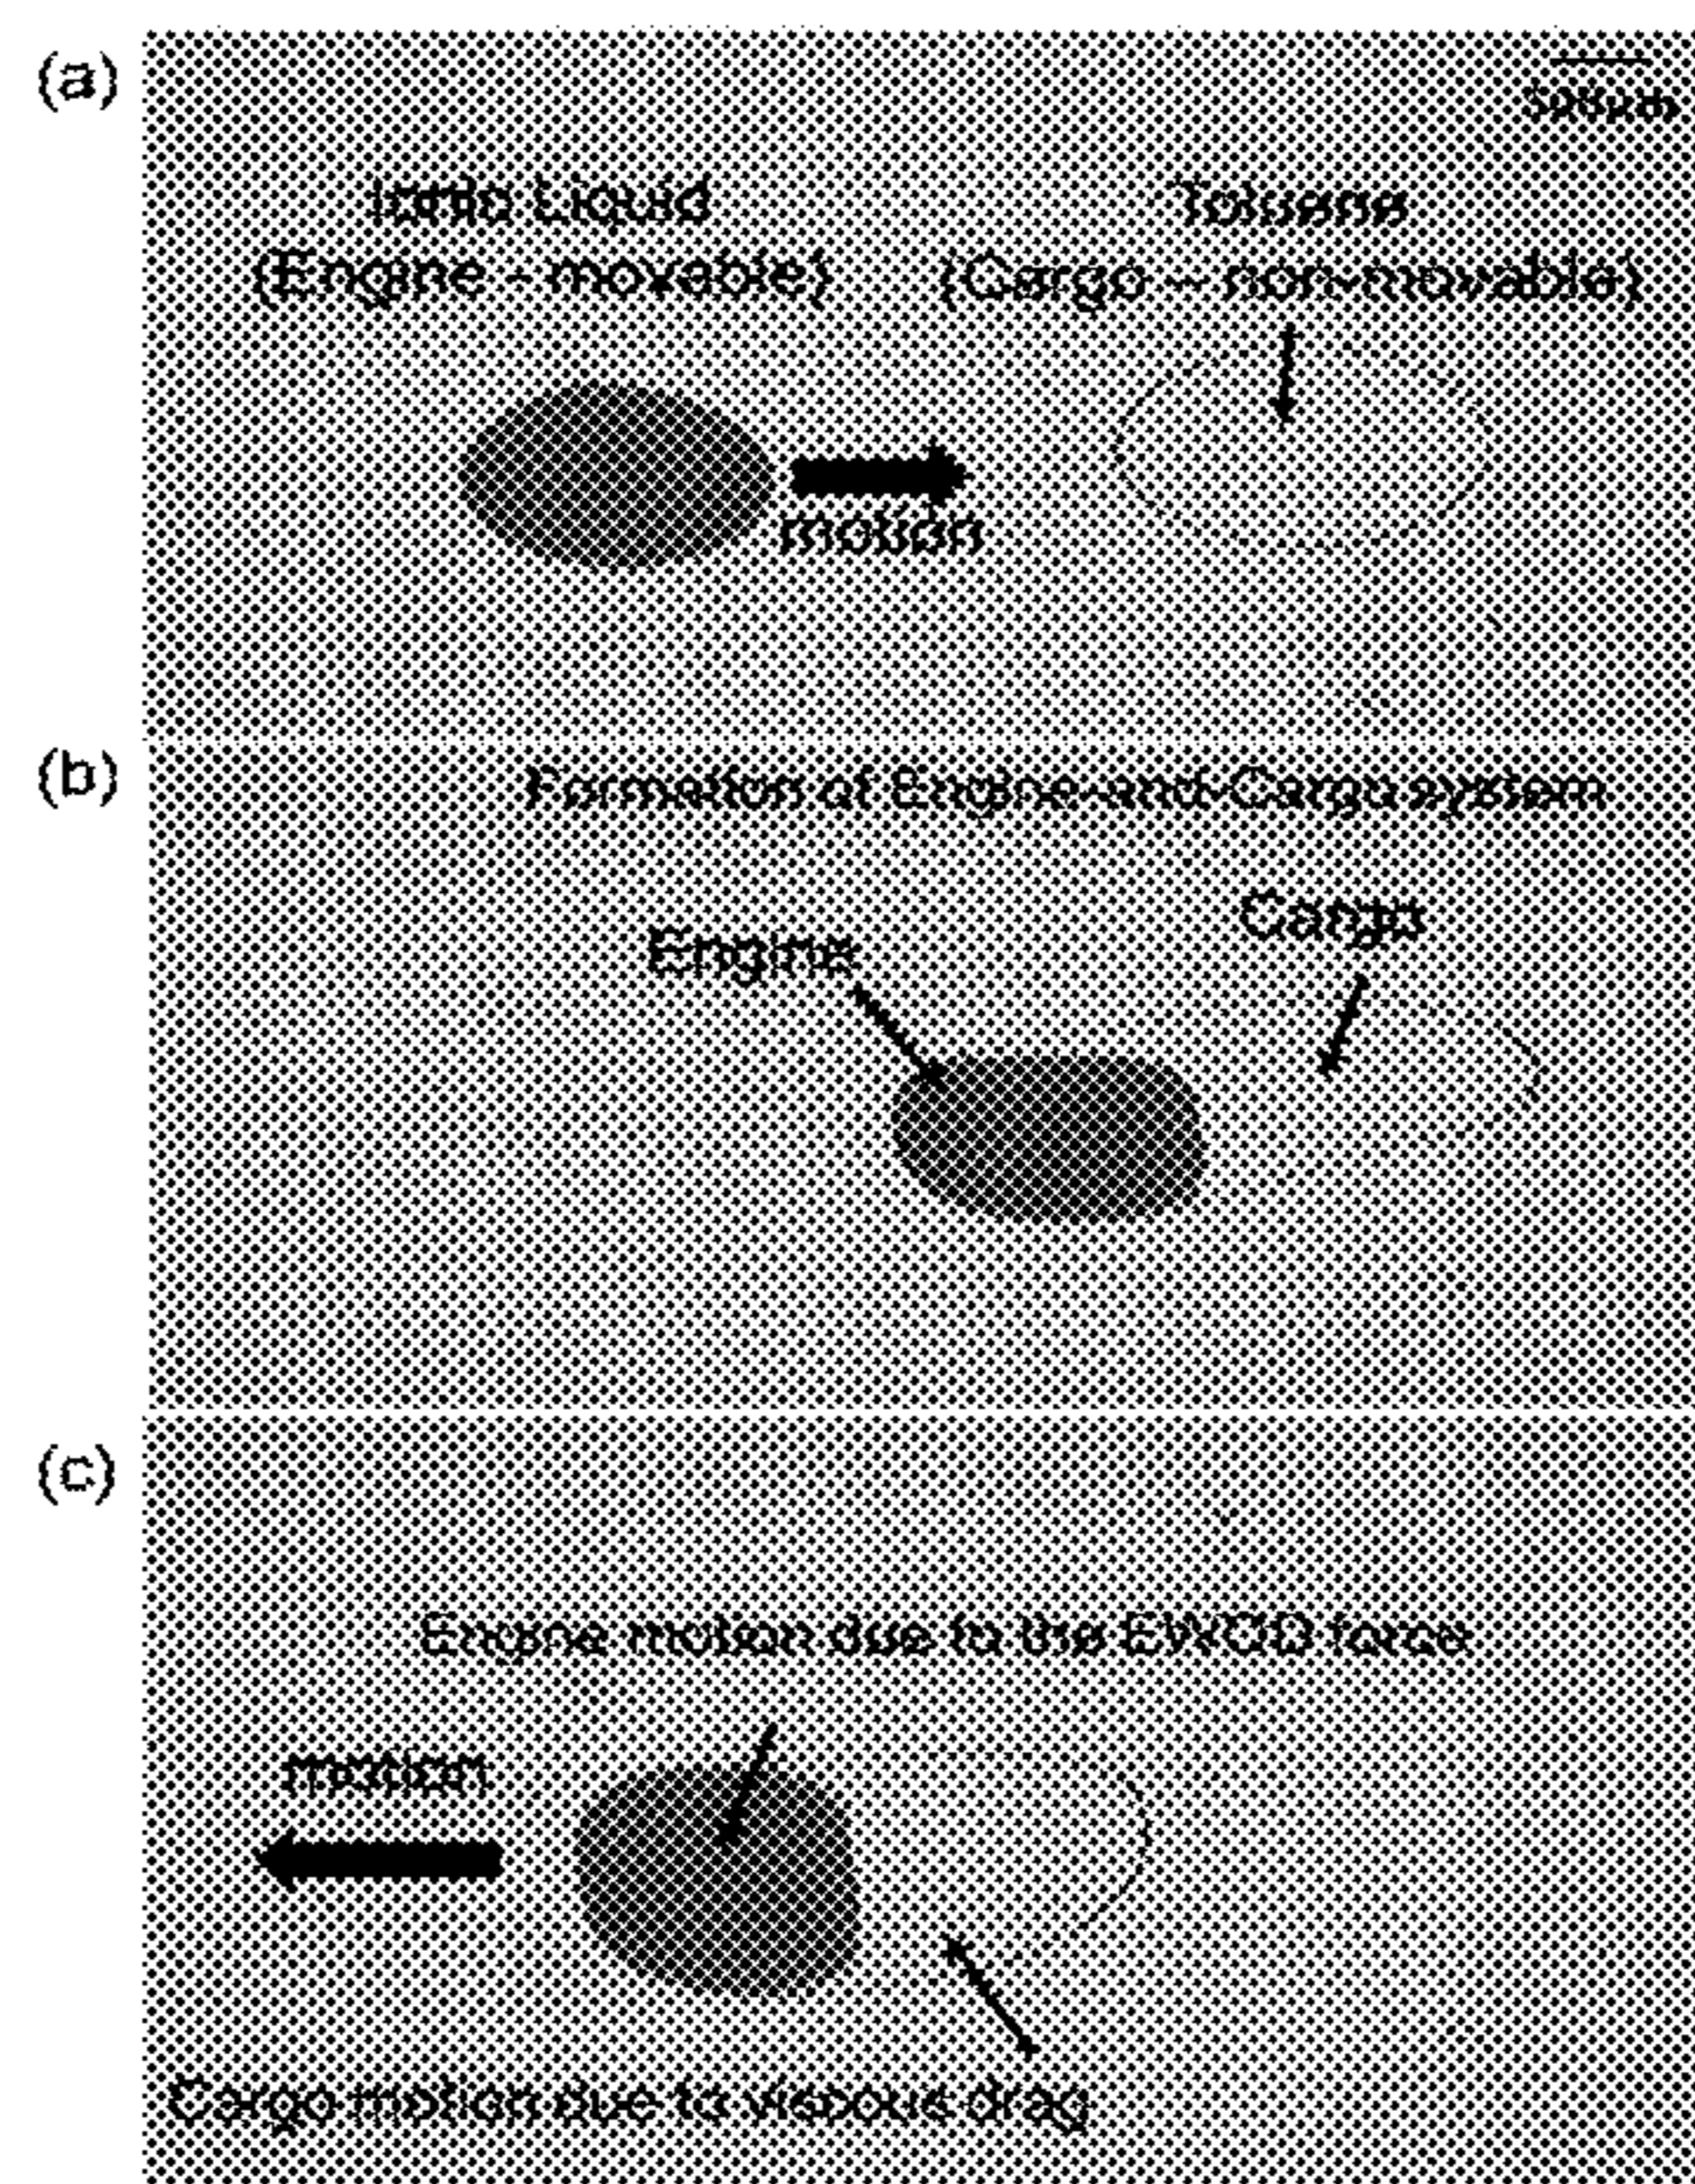 (a)
500μm
Ionic Liquid
Toluene
(Engine - movable)
(Cargo – non-movable)
motion
(b)
Formation of Engine-and-Cargo system
Cargo
Engine
(c)
Engine motion due to the EWOD force
motion
Cargo motion due to viscous drag